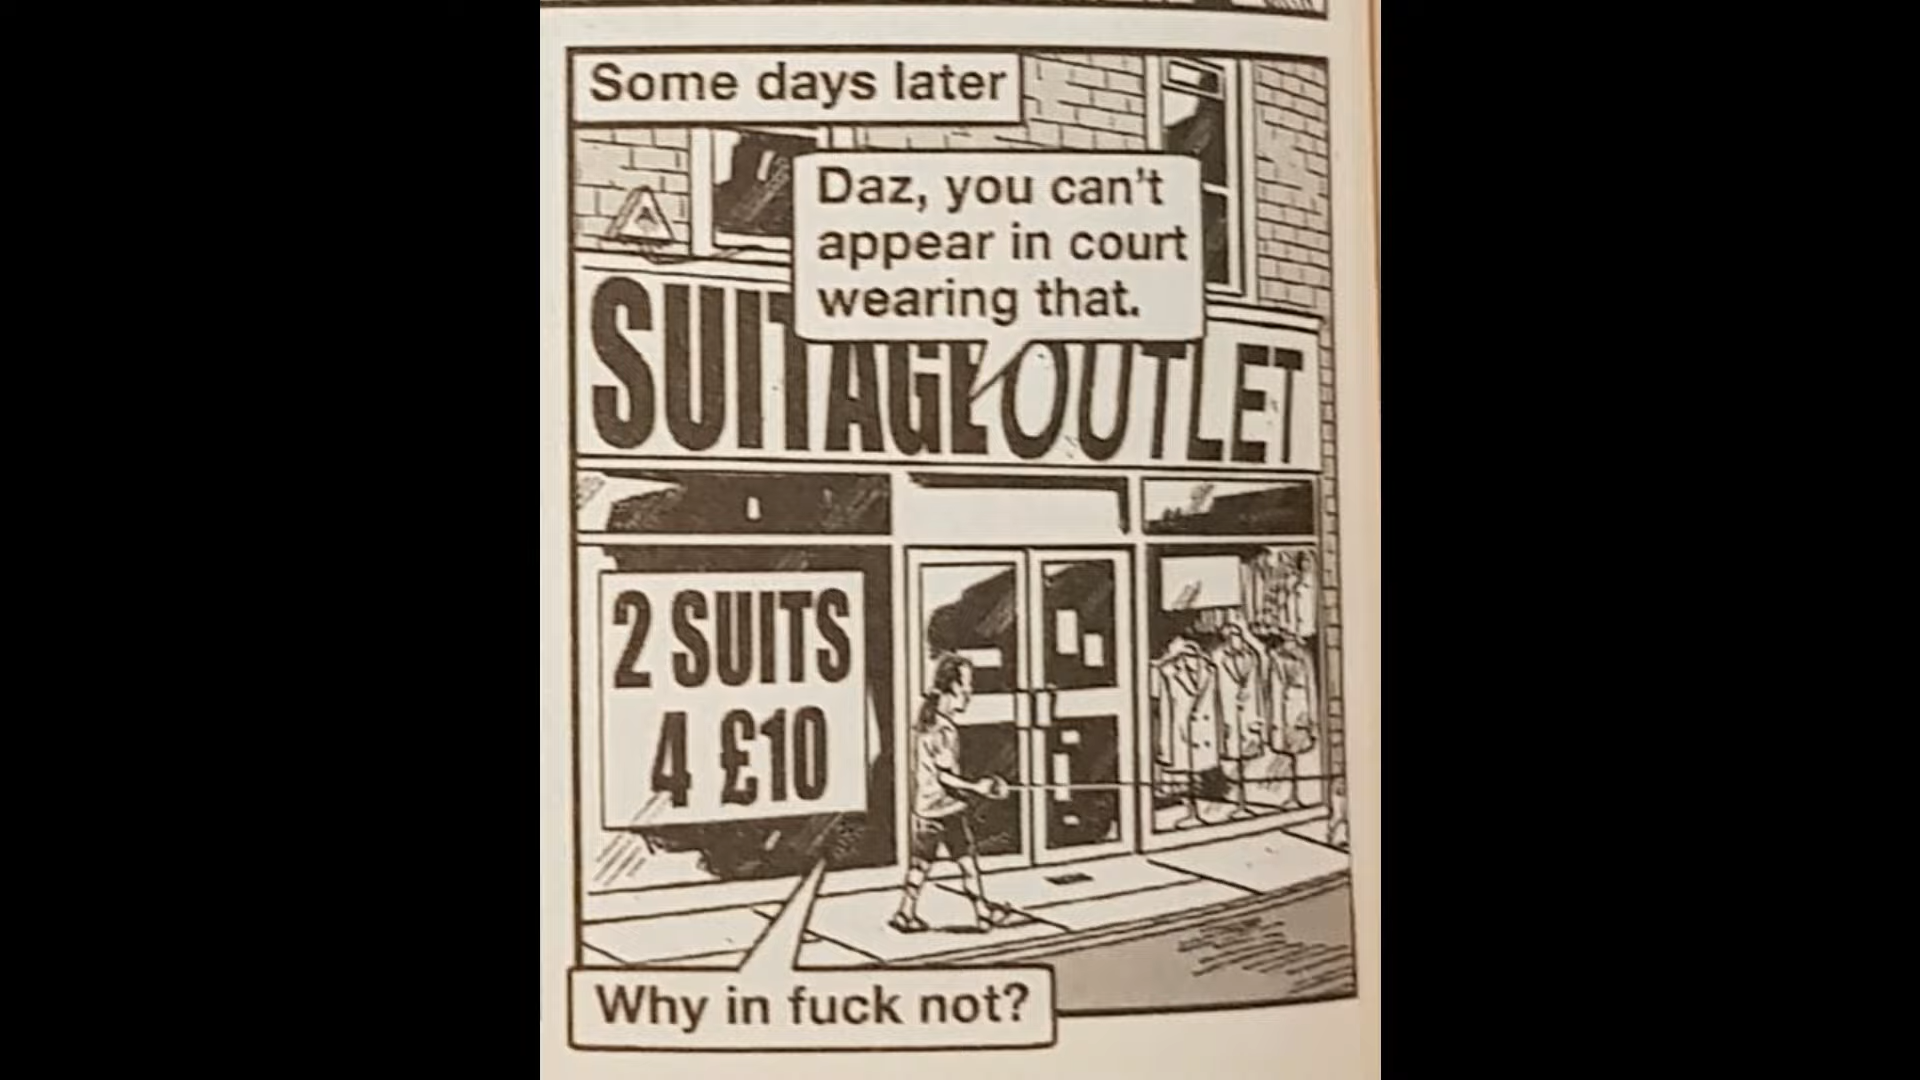 Some days later
Daz, you can't
appear in court
wearing that.
SUITAGE OUTLET
2 SUITS
4 £10
Why in fuck not?